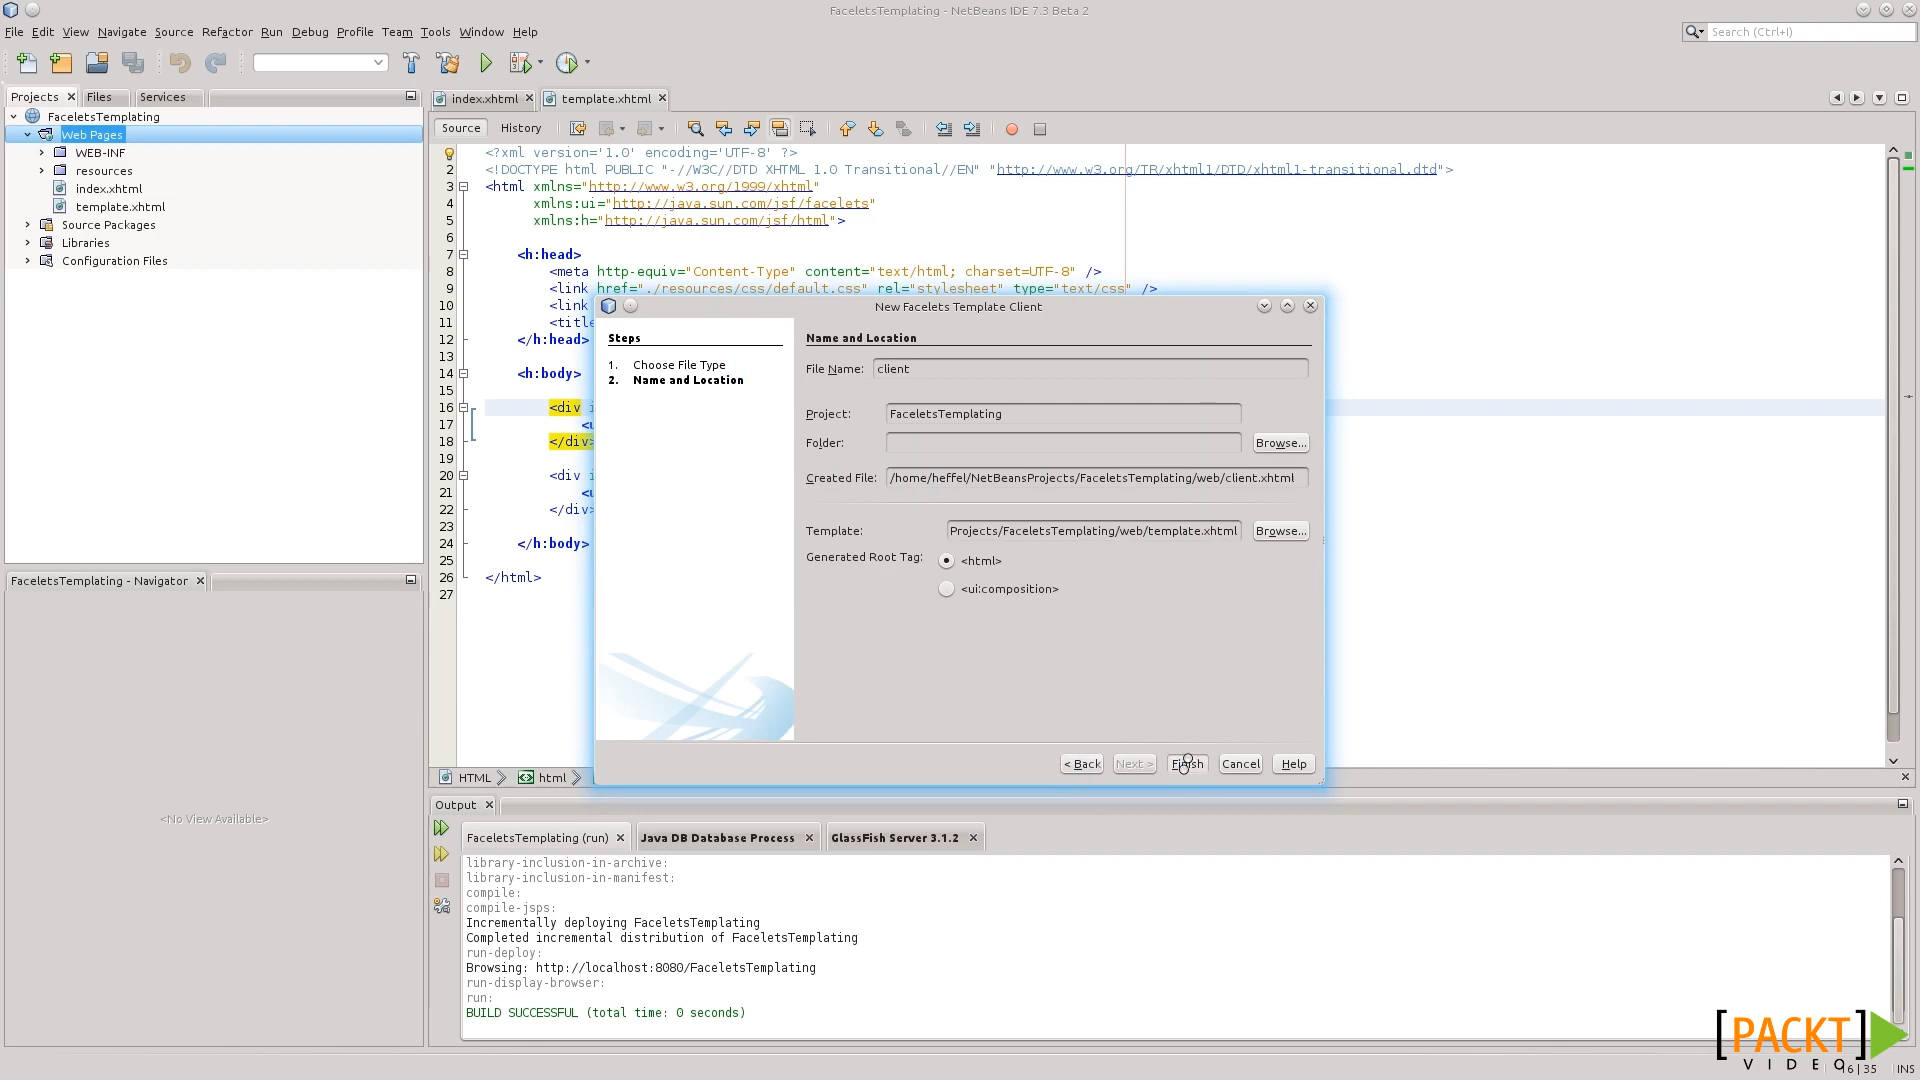 FaceletsTemplating - NetBeans IDE 7.3 Beta 2
File Edit View Navigate Source Refactor Run Debug Profile Team Tools Window Help
Search (Ctrl+I)
Projects Files Services
index.xhtml template.xhtml
FaceletsTemplating
Web Pages
WEB-INF
resources
index.xhtml
template.xhtml
Source Packages
Libraries
Configuration Files
Source History
1 <?xml version='1.0' encoding='UTF-8' ?>
2 <!DOCTYPE html PUBLIC "-//W3C//DTD XHTML 1.0 Transitional//EN" "http://www.w3.org/TR/xhtml1/DTD/xhtml1-transitional.dtd">
3 <html xmlns="http://www.w3.org/1999/xhtml"
4 xmlns:ui="http://java.sun.com/jsf/facelets"
5 xmlns:h="http://java.sun.com/jsf/html">
6
7 <h:head>
8 <meta http-equiv="Content-Type" content="text/html; charset=UTF-8" />
9 <link href="./resources/css/default.css" rel="stylesheet" type="text/css" />
10 <link
11 <title
12 </h:head>
13
14 <h:body>
15
16 <div
17 <u
18 </div>
19
20 <div
21 <u
22 </div>
23
24 </h:body>
25
26 </html>
27
New Facelets Template Client
Steps
1. Choose File Type
2. Name and Location
Name and Location
File Name: client
Project: FaceletsTemplating
Folder: Browse...
Created File: /home/heffel/NetBeansProjects/FaceletsTemplating/web/client.xhtml
Template: Projects/FaceletsTemplating/web/template.xhtml Browse...
Generated Root Tag: <html>
<ui:composition>
< Back Next > Finish Cancel Help
FaceletsTemplating - Navigator
<No View Available>
HTML html
Output
FaceletsTemplating (run) Java DB Database Process GlassFish Server 3.1.2
library-inclusion-in-archive:
library-inclusion-in-manifest:
compile:
compile-jsps:
Incrementally deploying FaceletsTemplating
Completed incremental distribution of FaceletsTemplating
run-deploy:
Browsing: http://localhost:8080/FaceletsTemplating
run-display-browser:
run:
BUILD SUCCESSFUL (total time: 0 seconds)
[PACKT]
VIDEO
16|35 INS